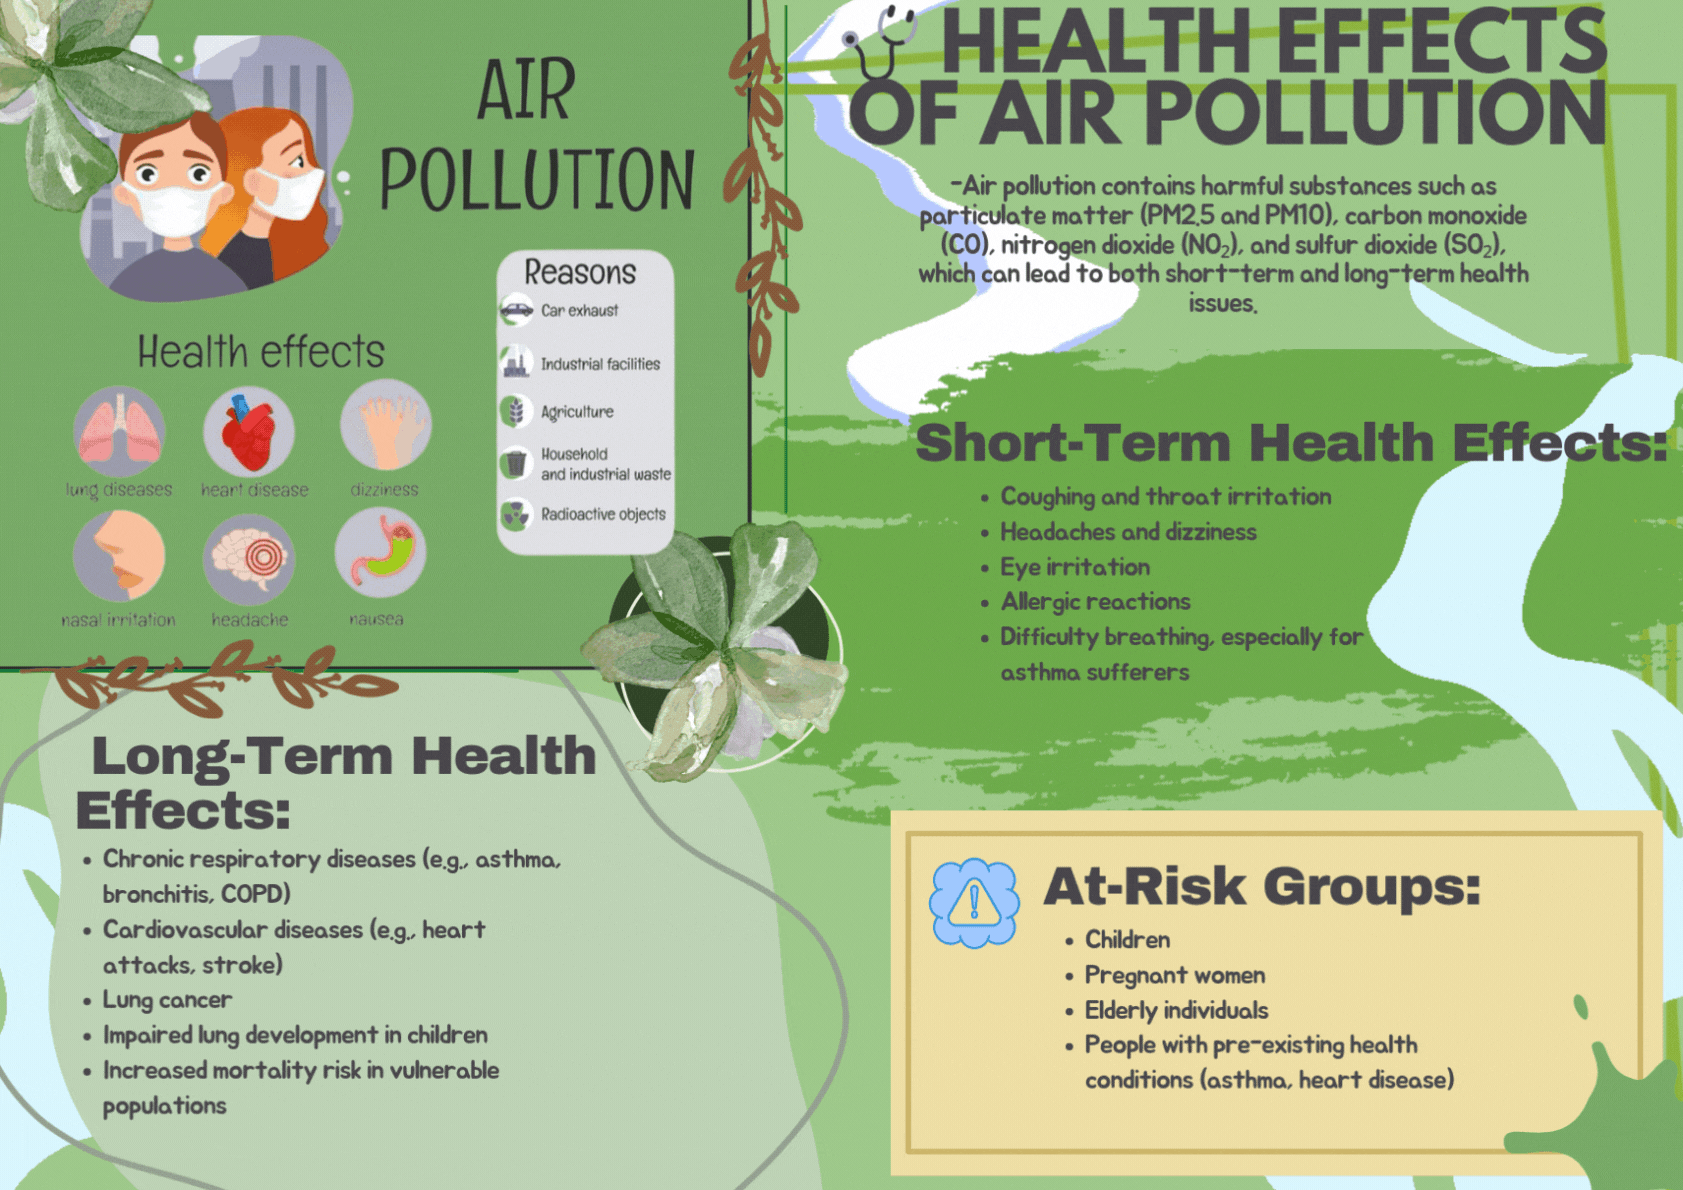 AIR
POLLUTION
Reasons
Car exhaust
Industrial facilities
Agriculture
Household
and industrial waste
Radioactive objects
Health effects
lung diseases
heart disease
dizziness
nasal irritation
headache
nausea
HEALTH EFFECTS
OF AIR POLLUTION
-Air pollution contains harmful substances such as
particulate matter (PM2.5 and PM10), carbon monoxide
(CO), nitrogen dioxide (NO₂), and sulfur dioxide (SO₂),
which can lead to both short-term and long-term health
issues.
Short-Term Health Effects:
• Coughing and throat irritation
• Headaches and dizziness
• Eye irritation
• Allergic reactions
• Difficulty breathing, especially for
asthma sufferers
Long-Term Health
Effects:
• Chronic respiratory diseases (e.g., asthma,
bronchitis, COPD)
• Cardiovascular diseases (e.g., heart
attacks, stroke)
• Lung cancer
• Impaired lung development in children
• Increased mortality risk in vulnerable
populations
At-Risk Groups:
• Children
• Pregnant women
• Elderly individuals
• People with pre-existing health
conditions (asthma, heart disease)